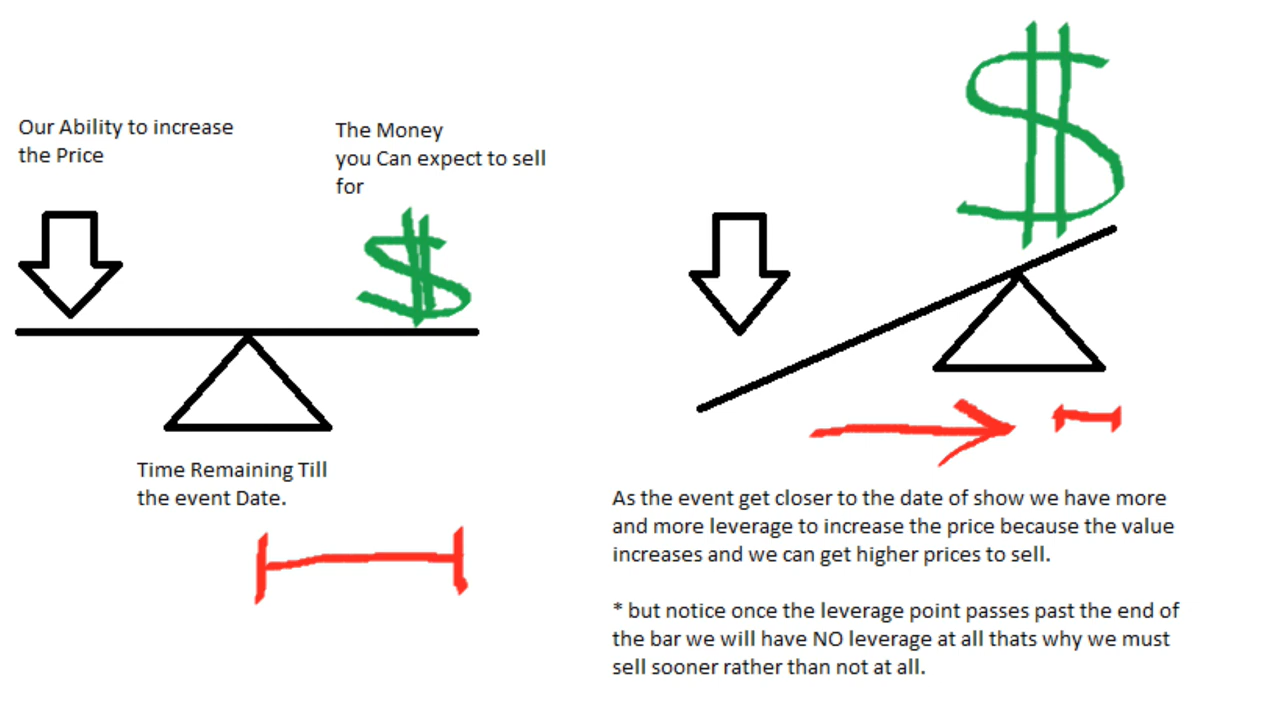 Our Ability to increase
the Price
The Money
you Can expect to sell
for
Time Remaining Till
the event Date.
As the event get closer to the date of show we have more
and more leverage to increase the price because the value
increases and we can get higher prices to sell.
* but notice once the leverage point passes past the end of
the bar we will have NO leverage at all thats why we must
sell sooner rather than not at all.